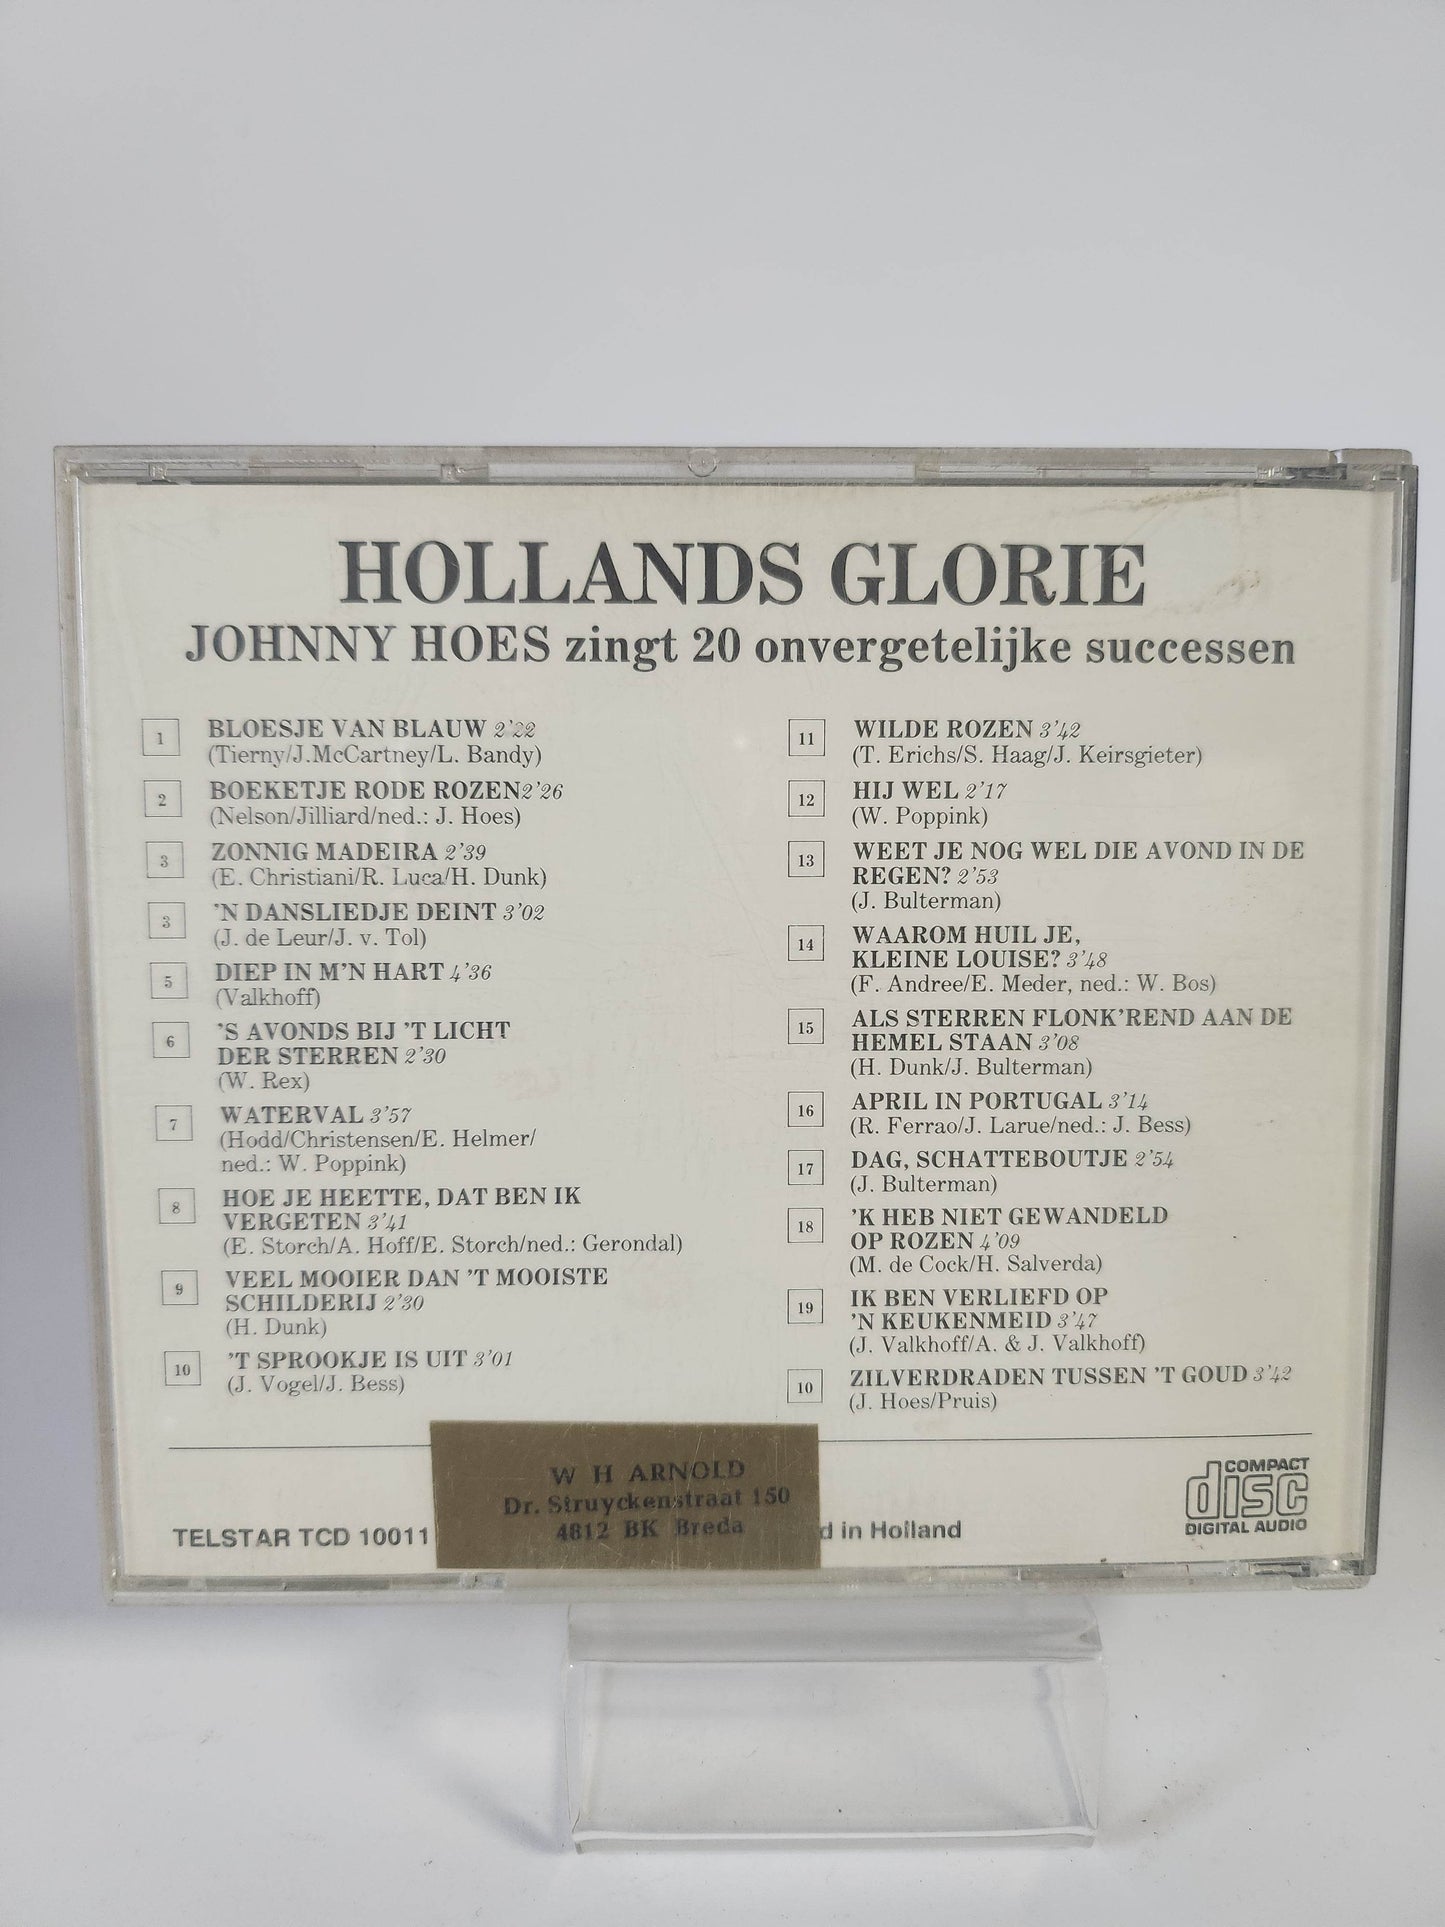 HOLLANDS GLORIE
JOHNNY HOES zingt 20 onvergetelijke successen
1 BLOESJE VAN BLAUW 2'22
(Tierny/J.McCartney/L. Bandy)
2 BOEKETJE RODE ROZEN 2'26
(Nelson/Jilliard/ned.: J. Hoes)
3 ZONNIG MADEIRA 2'39
(E. Christiani/R. Luca/H. Dunk)
3 'N DANSLIEDJE DEINT 3'02
(J. de Leur/J. v. Tol)
5 DIEP IN M'N HART 4'36
(Valkhoff)
6 'S AVONDS BIJ 'T LICHT
DER STERREN 2'30
(W. Rex)
7 WATERVAL 3'57
(Hodd/Christensen/E. Helmer/
ned.: W. Poppink)
8 HOE JE HEETTE, DAT BEN IK
VERGETEN 3'41
(E. Storch/A. Hoff/E. Storch/ned.: Gerondal)
9 VEEL MOOIER DAN 'T MOOISTE
SCHILDERIJ 2'30
(H. Dunk)
10 'T SPROOKJE IS UIT 3'01
(J. Vogel/J. Bess)
11 WILDE ROZEN 3'42
(T. Erichs/S. Haag/J. Keirsgieter)
12 HIJ WEL 2'17
(W. Poppink)
13 WEET JE NOG WEL DIE AVOND IN DE
REGEN? 2'53
(J. Bulterman)
14 WAAROM HUIL JE,
KLEINE LOUISE? 3'48
(F. Andree/E. Meder, ned.: W. Bos)
15 ALS STERREN FLONK'REND AAN DE
HEMEL STAAN 3'08
(H. Dunk/J. Bulterman)
16 APRIL IN PORTUGAL 3'14
(R. Ferrao/J. Larue/ned.: J. Bess)
17 DAG, SCHATTEBOUTJE 2'54
(J. Bulterman)
18 'K HEB NIET GEWANDELD
OP ROZEN 4'09
(M. de Cock/H. Salverda)
19 IK BEN VERLIEFD OP
'N KEUKENMEID 3'47
(J. Valkhoff/A. & J. Valkhoff)
10 ZILVERDRADEN TUSSEN 'T GOUD 3'42
(J. Hoes/Pruis)
W H ARNOLD
Dr. Struyckenstraat 150
4812 BK Breda
TELSTAR TCD 10011
d in Holland
COMPACT
disc
DIGITAL AUDIO